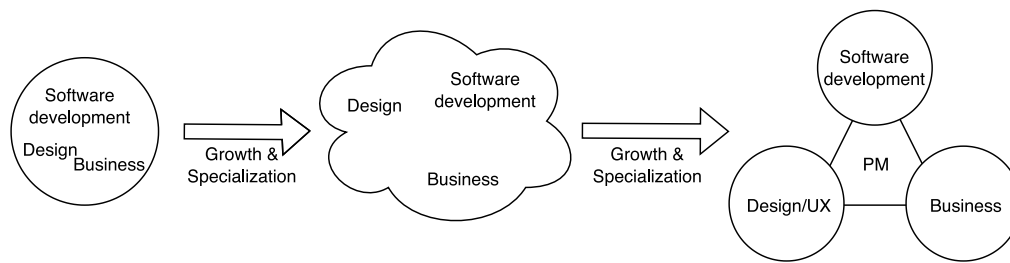 Software
development
Design
Business
Growth &
Specialization
Design
Software
development
Business
Growth &
Specialization
Software
development
PM
Design/UX
Business